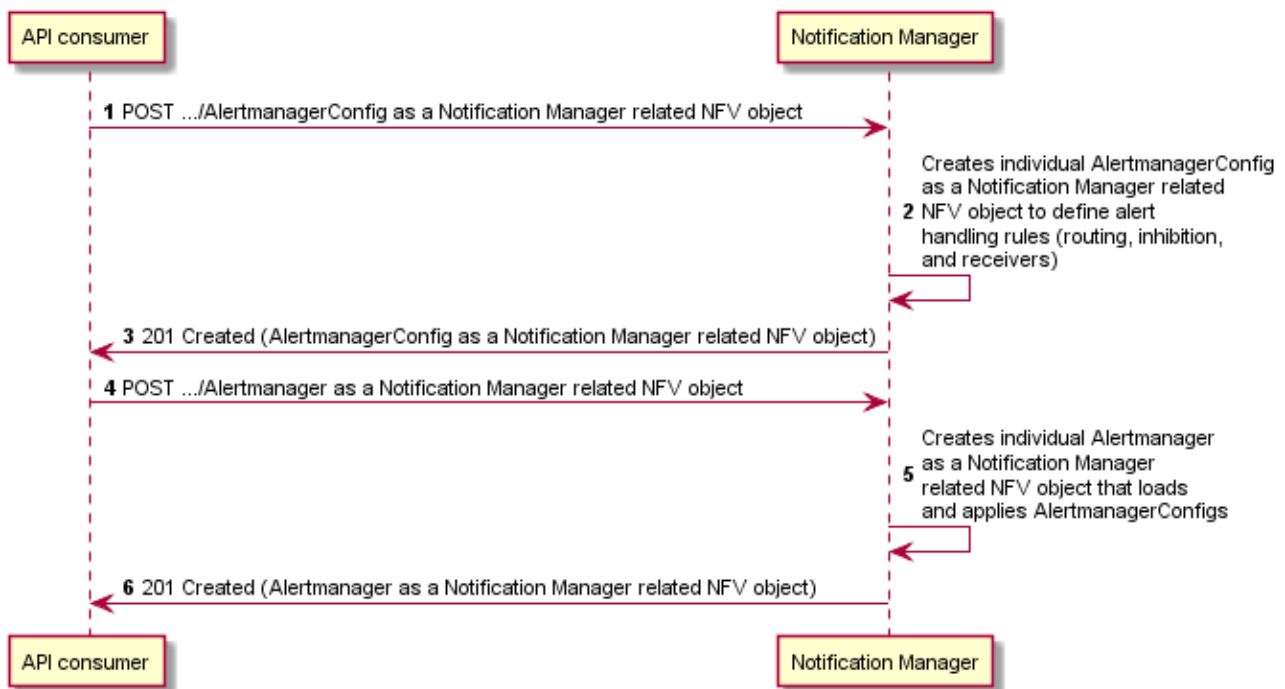 API consumer
Notification Manager
1 POST .../AlertmanagerConfig as a Notification Manager related NFV object
Creates individual AlertmanagerConfig
as a Notification Manager related
2 NFV object to define alert
handling rules (routing, inhibition,
and receivers)
3 201 Created (AlertmanagerConfig as a Notification Manager related NFV object)
4 POST .../Alertmanager as a Notification Manager related NFV object
Creates individual Alertmanager
as a Notification Manager
5 related NFV object that loads
and applies AlertmanagerConfigs
6 201 Created (Alertmanager as a Notification Manager related NFV object)
API consumer
Notification Manager